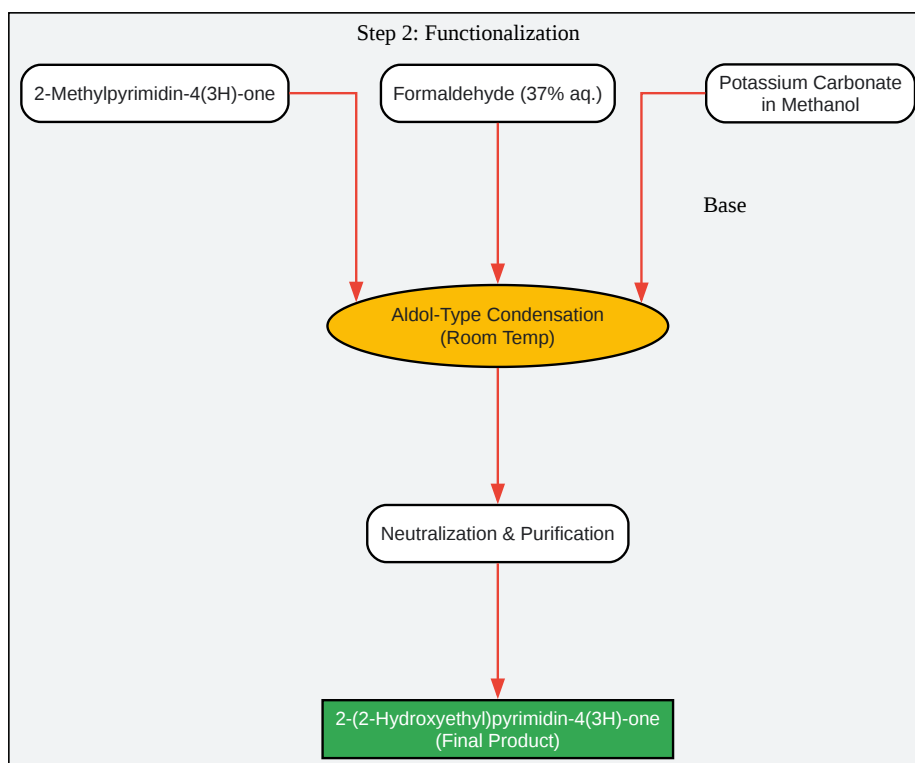 Step 2: Functionalization
2-Methylpyrimidin-4(3H)-one
Formaldehyde (37% aq.)
Potassium Carbonate
in Methanol
Base
Aldol-Type Condensation
(Room Temp)
Neutralization & Purification
2-(2-Hydroxyethyl)pyrimidin-4(3H)-one
(Final Product)